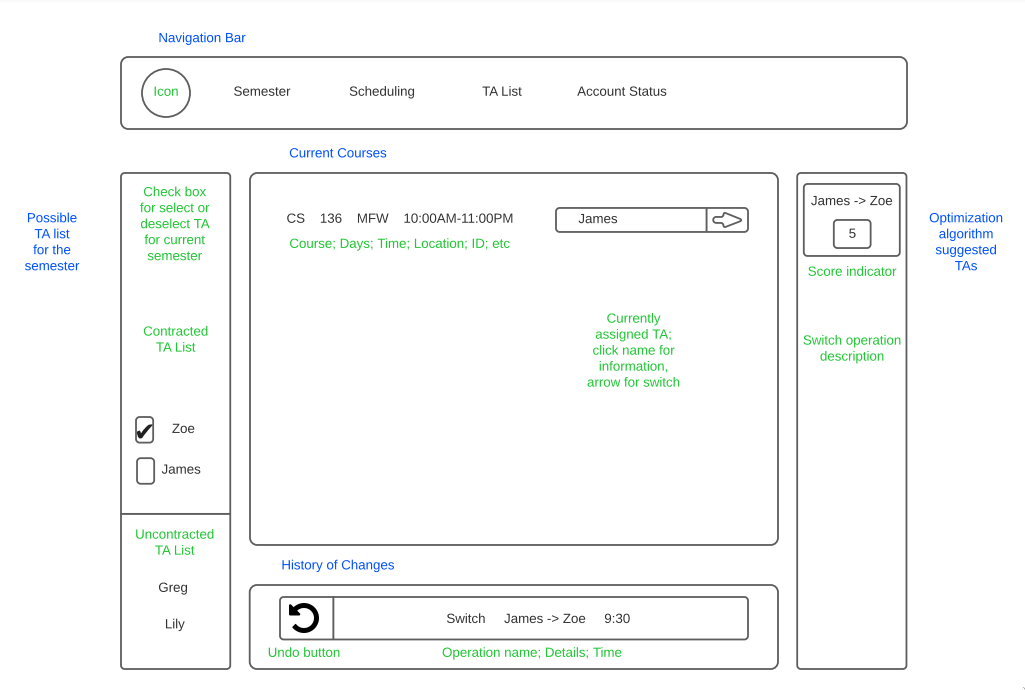 Navigation Bar
Icon
Semester
Scheduling
TA List
Account Status
Current Courses
Possible
TA list
for the
semester
Check box
for select or
deselect TA
for current
semester
Contracted
TA List
Zoe
James
Uncontracted
TA List
Greg
Lily
CS 136 MFW 10:00AM-11:00PM
Course; Days; Time; Location; ID; etc
James
Currently
assigned TA;
click name for
information,
arrow for switch
James -> Zoe
5
Score indicator
Switch operation
description
Optimization
algorithm
suggested
TAs
History of Changes
Switch James -> Zoe 9:30
Undo button
Operation name; Details; Time